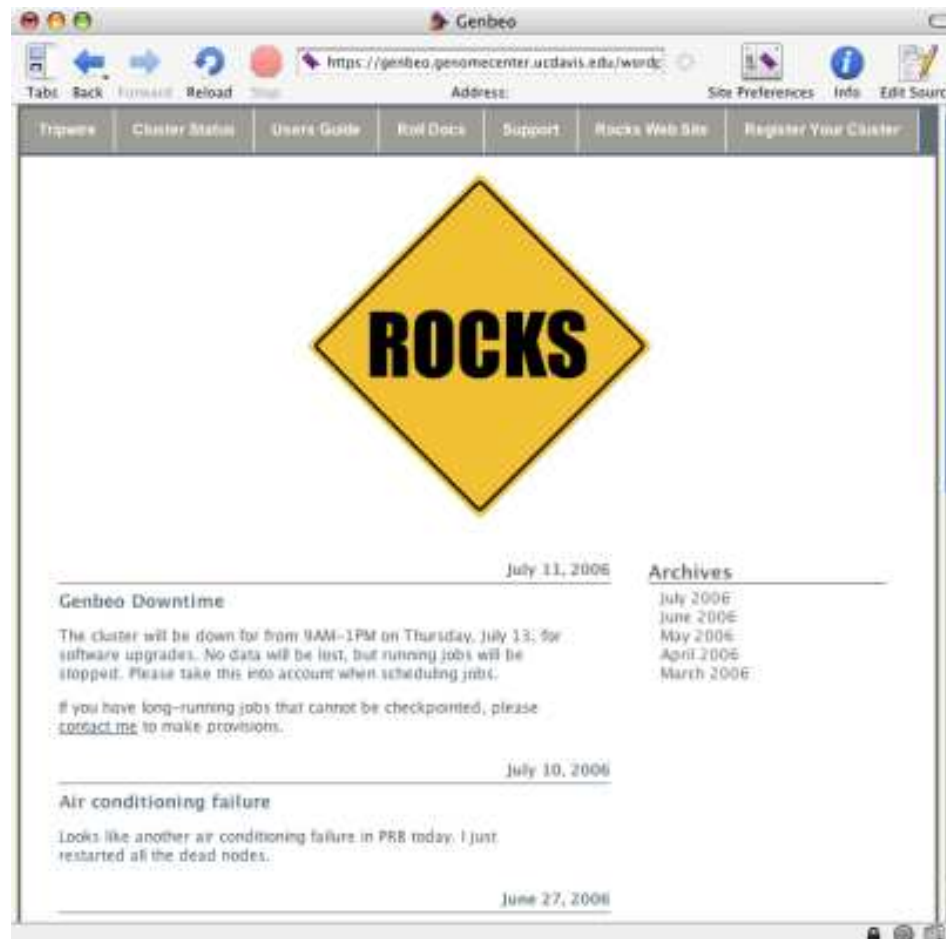 Genbeo
https://genbeo.genomecenter.ucdavis.edu/wordp
Tabs Back Forward Reload Stop Address: Site Preferences Info Edit Sourc
Tripwire Cluster Status Users Guide Roll Docs Support Rocks Web Site Register Your Cluster
ROCKS
July 11, 2006
Genbeo Downtime
The cluster will be down for from 9AM-1PM on Thursday, July 13, for
software upgrades. No data will be lost, but running jobs will be
stopped. Please take this into account when scheduling jobs.
If you have long-running jobs that cannot be checkpointed, please
contact me to make provisions.
July 10, 2006
Air conditioning failure
Looks like another air conditioning failure in PRB today. I just
restarted all the dead nodes.
June 27, 2006
Archives
July 2006
June 2006
May 2006
April 2006
March 2006